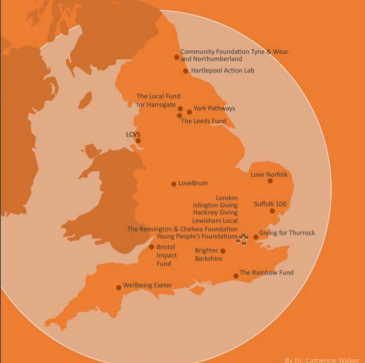 Community Foundation Tyne & Wear
and Northumberland
Hartlepool Action Lab
The Local Fund
for Harrogate
York Pathways
The Leeds Fund
LCVS
LoveBrum
Love Norfolk
London
Islington Giving
Hackney Giving
Lewisham Local
The Kensington & Chelsea Foundation
Young People's Foundations
Suffolk 100
Giving for Thurrock
Bristol
Impact
Fund
Brighter
Berkshire
The Rainbow Fund
Wellbeing Exeter
By Dr. Catherine Walker